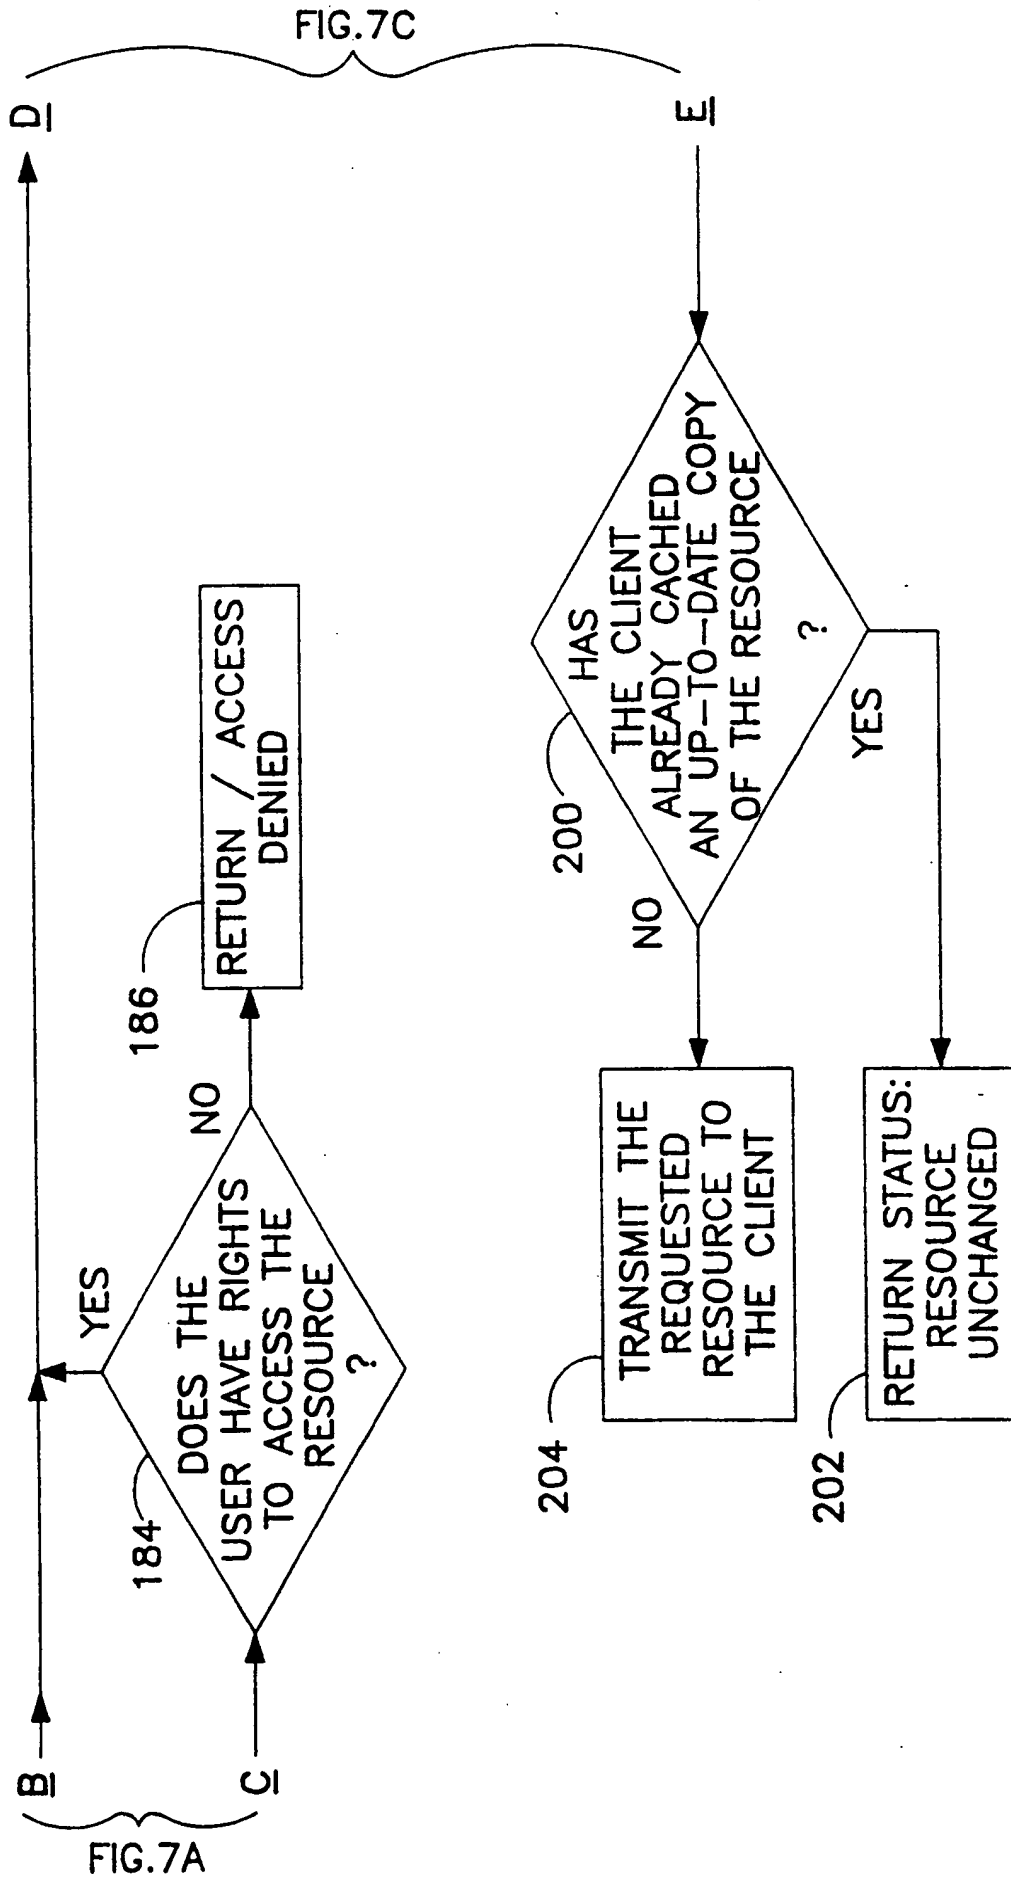 FIG.7A
B
C
184
DOES THE
USER HAVE RIGHTS
TO ACCESS THE
RESOURCE
?
YES
NO
186
RETURN / ACCESS
DENIED
D
FIG.7C
E
200
HAS
THE CLIENT
ALREADY CACHED
AN UP-TO-DATE COPY
OF THE RESOURCE
?
NO
YES
204
TRANSMIT THE
REQUESTED
RESOURCE TO
THE CLIENT
202
RETURN STATUS:
RESOURCE
UNCHANGED